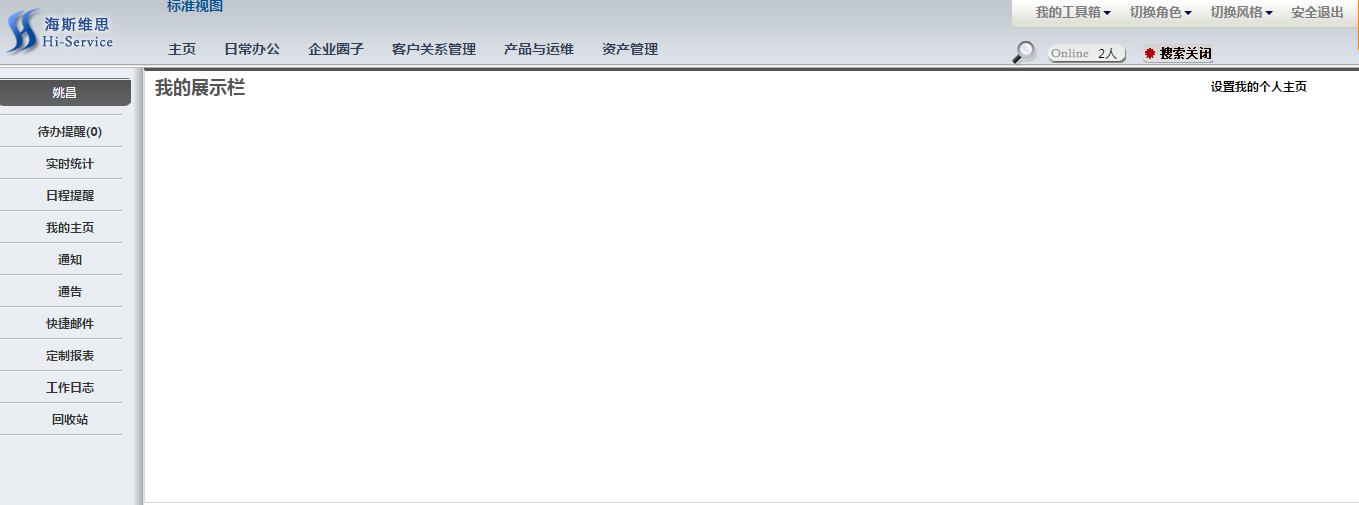 标准视图
我的工具箱 切换角色 切换风格 安全退出
海斯维思
Hi-Service
主页 日常办公 企业圈子 客户关系管理 产品与运维 资产管理
Online 2人 搜索关闭
姚昌
我的展示栏
设置我的个人主页
待办提醒(0)
实时统计
日程提醒
我的主页
通知
通告
快捷邮件
定制报表
工作日志
回收站